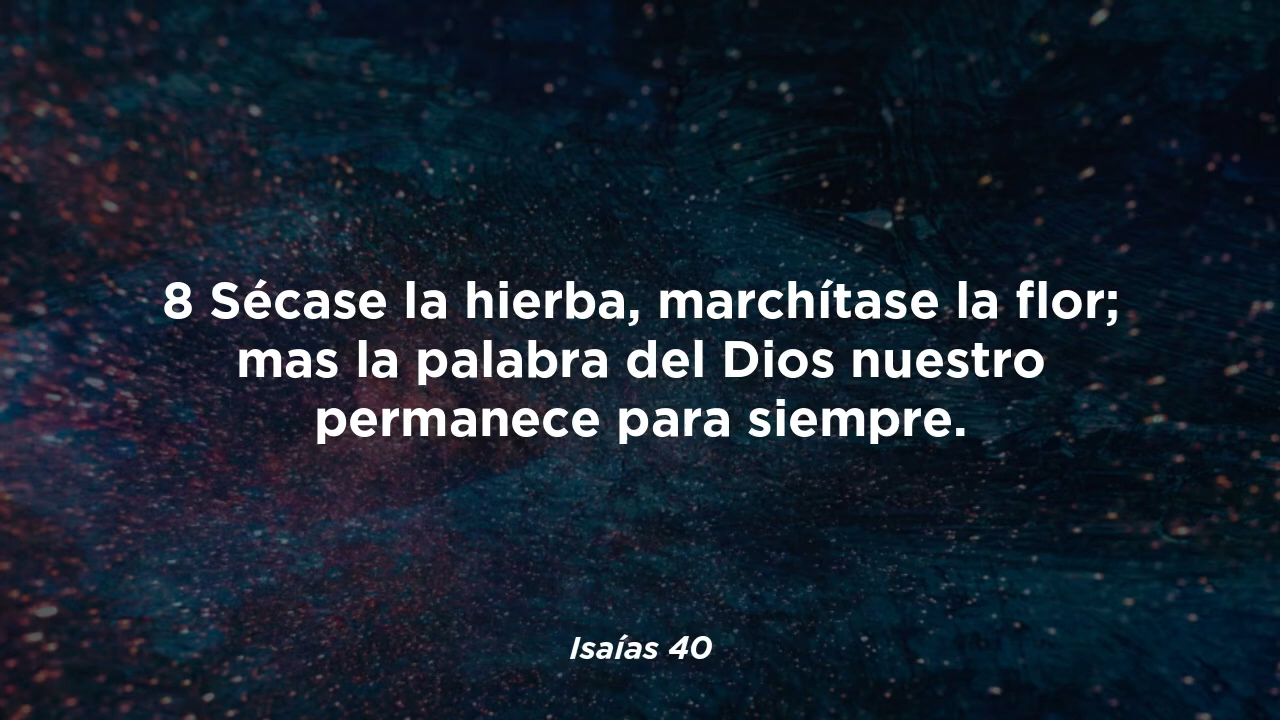 8 Sécase la hierba, marchítase la flor;
mas la palabra del Dios nuestro
permanece para siempre.
Isaías 40